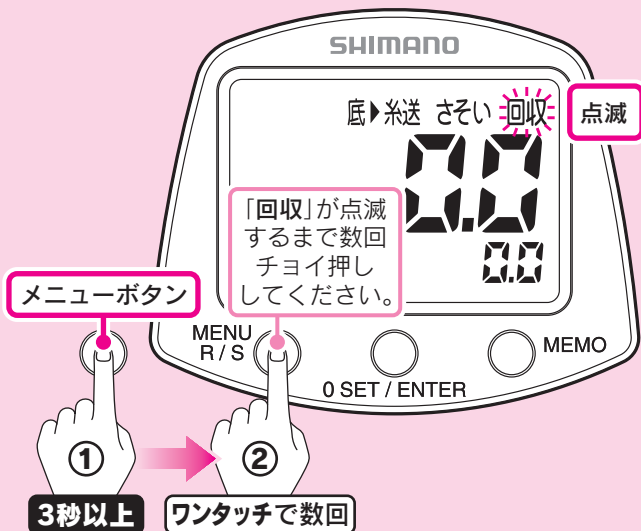 SHIMANO
底▶糸送 さそい 回収
点滅
0.0
0.0
「回収」が点滅
するまで数回
チョイ押し
してください。
メニューボタン
MENU
R / S
0 SET / ENTER
MEMO
①
②
3秒以上
ワンタッチで数回